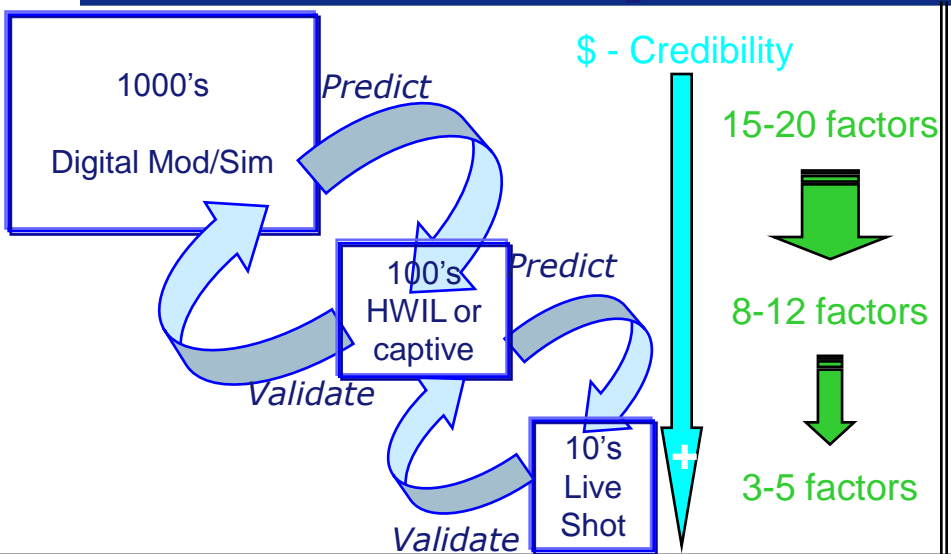 $ - Credibility
1000's
Digital Mod/Sim
Predict
15-20 factors
100's
HWIL or
captive
Predict
8-12 factors
Validate
10's
Live
Shot
+
3-5 factors
Validate